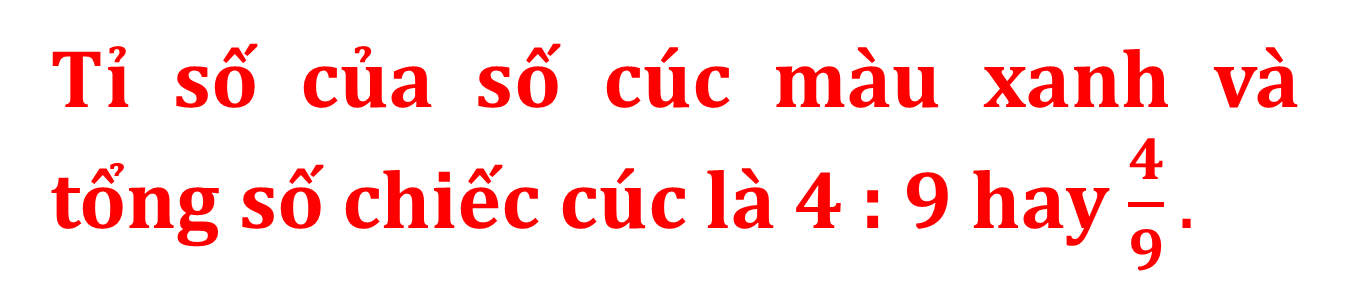 Tỉ số của số cúc màu xanh và
tổng số chiếc cúc là 4 : 9 hay 4/9 .